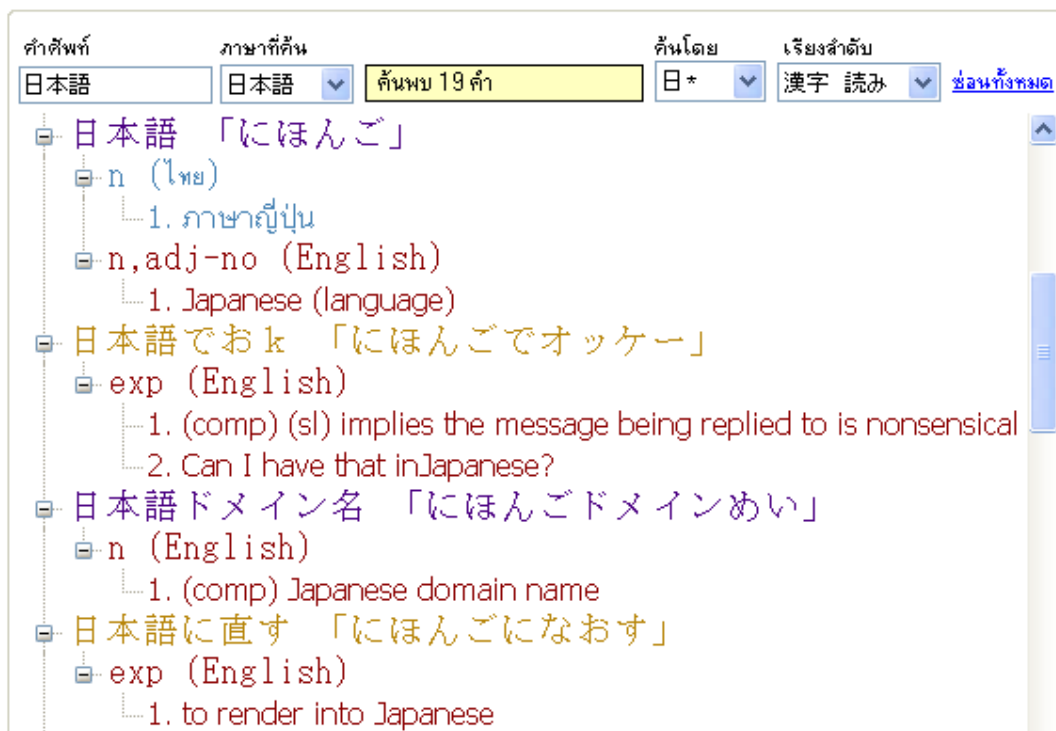 คำศัพท์ ภาษาที่ค้น ค้นโดย เรียงลำดับ
日本語 日本語 ค้นพบ 19 คำ 日* 漢字 読み ซ่อนทั้งหมด
日本語 「にほんご」
n (ไทย)
1. ภาษาญี่ปุ่น
n,adj-no (English)
1. Japanese (language)
日本語でおｋ 「にほんごでオッケー」
exp (English)
1. (comp) (sl) implies the message being replied to is nonsensical
2. Can I have that inJapanese?
日本語ドメイン名 「にほんごドメインめい」
n (English)
1. (comp) Japanese domain name
日本語に直す 「にほんごになおす」
exp (English)
1. to render into Japanese